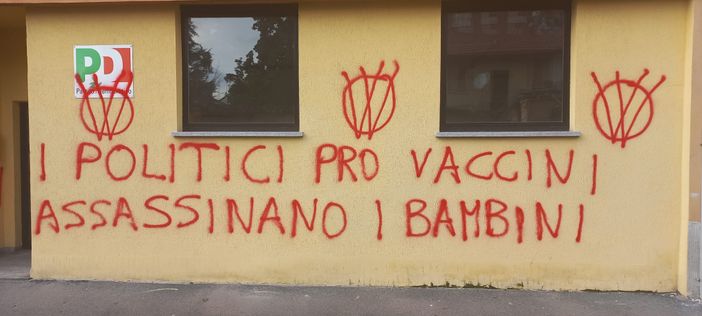 PD
I POLITICI PRO VACCINI
ASSASSINANO I BAMBINI